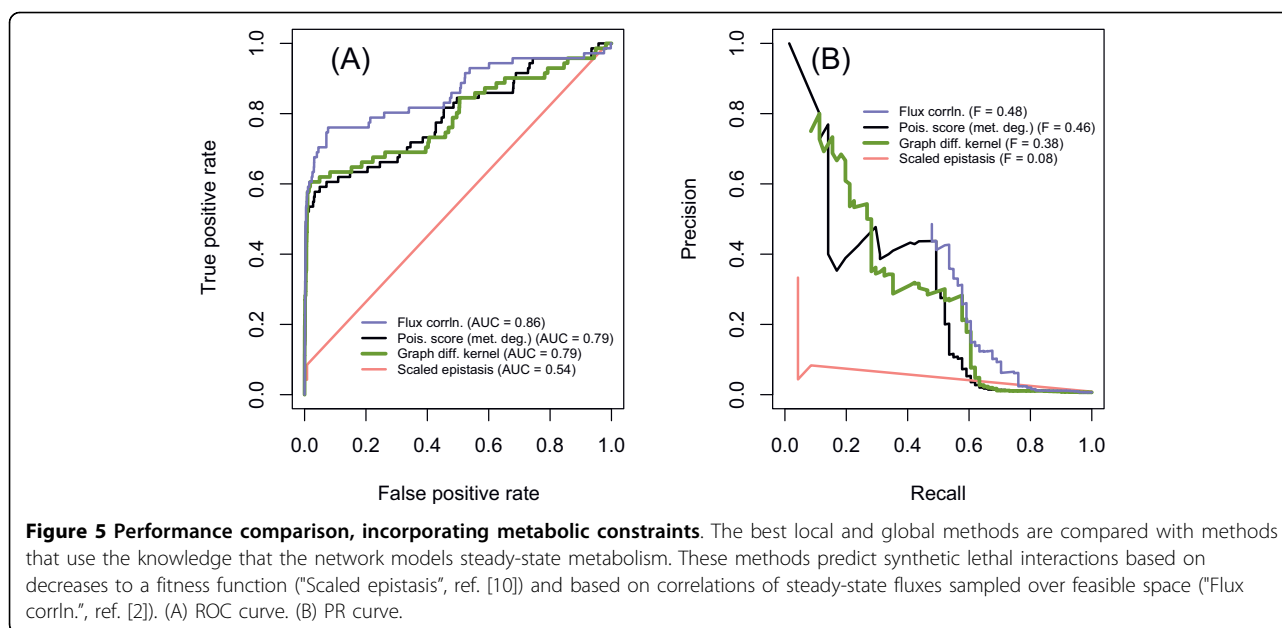 (A)
True positive rate
1.0
0.8
0.6
0.4
0.2
0.0
Flux corrln. (AUC = 0.86)
Pois. score (met. deg.) (AUC = 0.79)
Graph diff. kernel (AUC = 0.79)
Scaled epistasis (AUC = 0.54)
0.0 0.2 0.4 0.6 0.8 1.0
False positive rate
(B)
Precision
1.0
0.8
0.6
0.4
0.2
0.0
Flux corrln. (F = 0.48)
Pois. score (met. deg.) (F = 0.46)
Graph diff. kernel (F = 0.38)
Scaled epistasis (F = 0.08)
0.0 0.2 0.4 0.6 0.8 1.0
Recall
Figure 5 Performance comparison, incorporating metabolic constraints. The best local and global methods are compared with methods
that use the knowledge that the network models steady-state metabolism. These methods predict synthetic lethal interactions based on
decreases to a fitness function ("Scaled epistasis", ref. [10]) and based on correlations of steady-state fluxes sampled over feasible space ("Flux
corrln.", ref. [2]). (A) ROC curve. (B) PR curve.